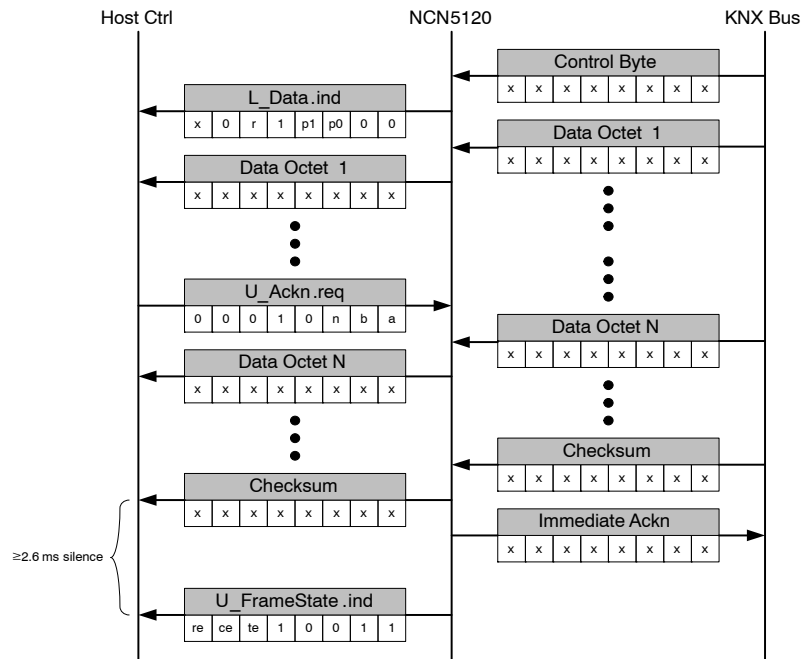 Host Ctrl NCN5120 KNX Bus
Control Byte
x x x x x x x x
L_Data.ind
x 0 r 1 p1 p0 0 0
Data Octet 1
x x x x x x x x
Data Octet 1
x x x x x x x x
U_Ackn.req
0 0 0 1 0 n b a
Data Octet N
x x x x x x x x
Data Octet N
x x x x x x x x
Checksum
x x x x x x x x
Checksum
x x x x x x x x
Immediate Ackn
x x x x x x x x
≥2.6 ms silence
U_FrameState.ind
re ce te 1 0 0 1 1